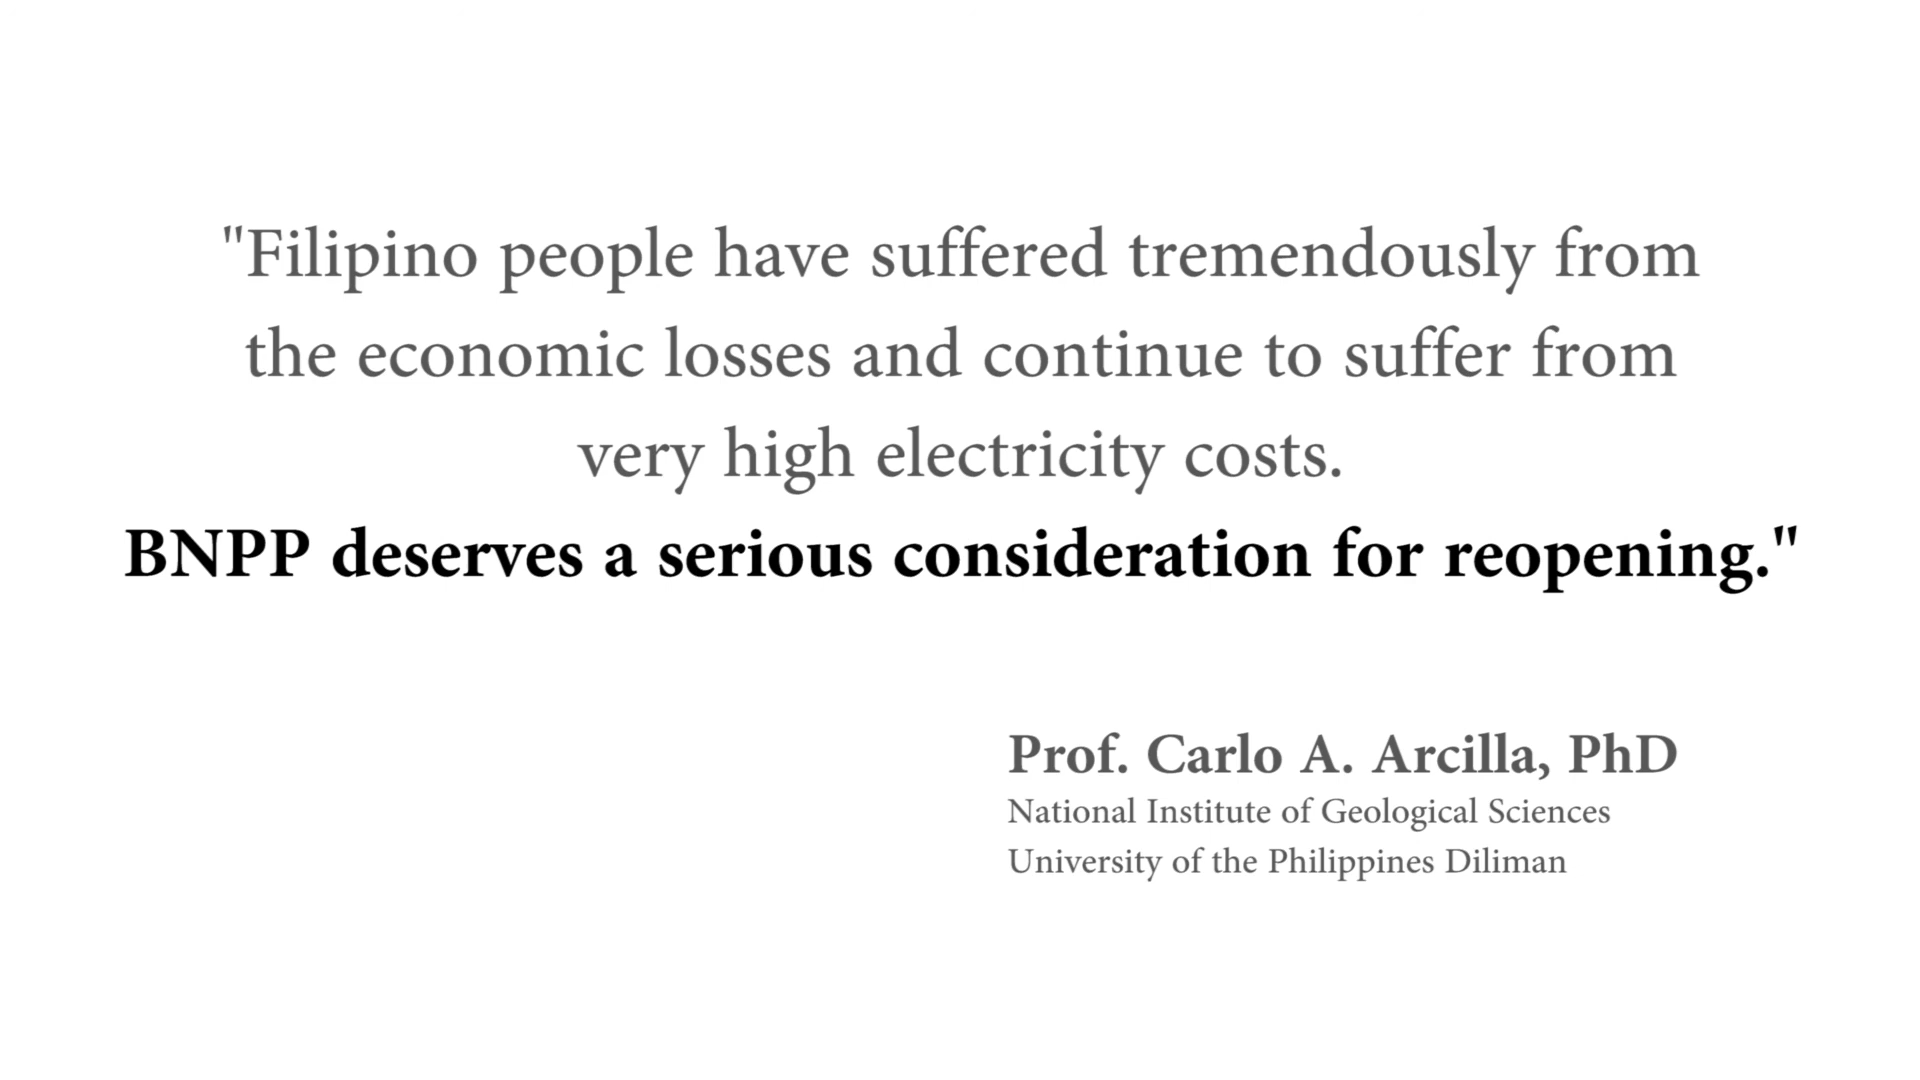 "Filipino people have suffered tremendously from
the economic losses and continue to suffer from
very high electricity costs.
BNPP deserves a serious consideration for reopening."
Prof. Carlo A. Arcilla, PhD
National Institute of Geological Sciences
University of the Philippines Diliman